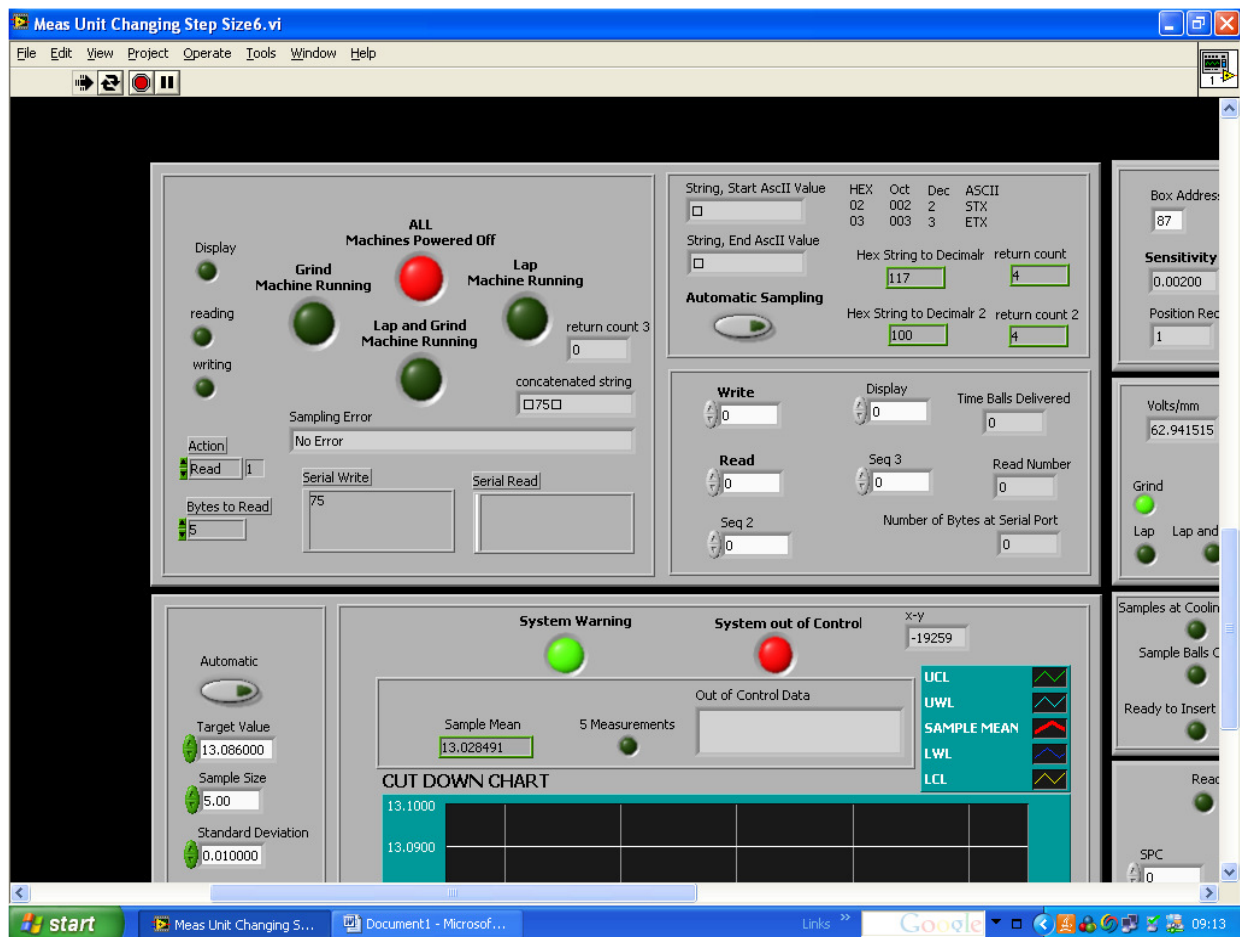 Meas Unit Changing Step Size6.vi
File Edit View Project Operate Tools Window Help
1
ALL
Machines Powered Off
Display
Grind
Machine Running
Lap
Machine Running
reading
Lap and Grind
Machine Running
return count 3
0
writing
concatenated string
□75□
Sampling Error
No Error
Action
Read 1
Serial Write
75
Serial Read
Bytes to Read
5
String, Start AscII Value
□
HEX Oct Dec ASCII
02 002 2 STX
03 003 3 ETX
String, End AscII Value
□
Hex String to Decimalr
117
return count
4
Automatic Sampling
Hex String to Decimalr 2
100
return count 2
4
Write
0
Display
0
Time Balls Delivered
0
Read
0
Seq 3
0
Read Number
0
Seq 2
0
Number of Bytes at Serial Port
0
Box Address
87
Sensitivity
0.00200
Position Rec
1
Volts/mm
62.941515
Grind
Lap Lap and
Samples at Coolin
Sample Balls C
Ready to Insert
Read
SPC
0
Automatic
Target Value
13.086000
Sample Size
5.00
Standard Deviation
0.010000
System Warning
System out of Control
x-y
-19259
Sample Mean
13.028491
5 Measurements
Out of Control Data
UCL
UWL
SAMPLE MEAN
LWL
LCL
CUT DOWN CHART
13.1000
13.0900
start
Meas Unit Changing S...
Document1 - Microsof...
Links »
Google
09:13